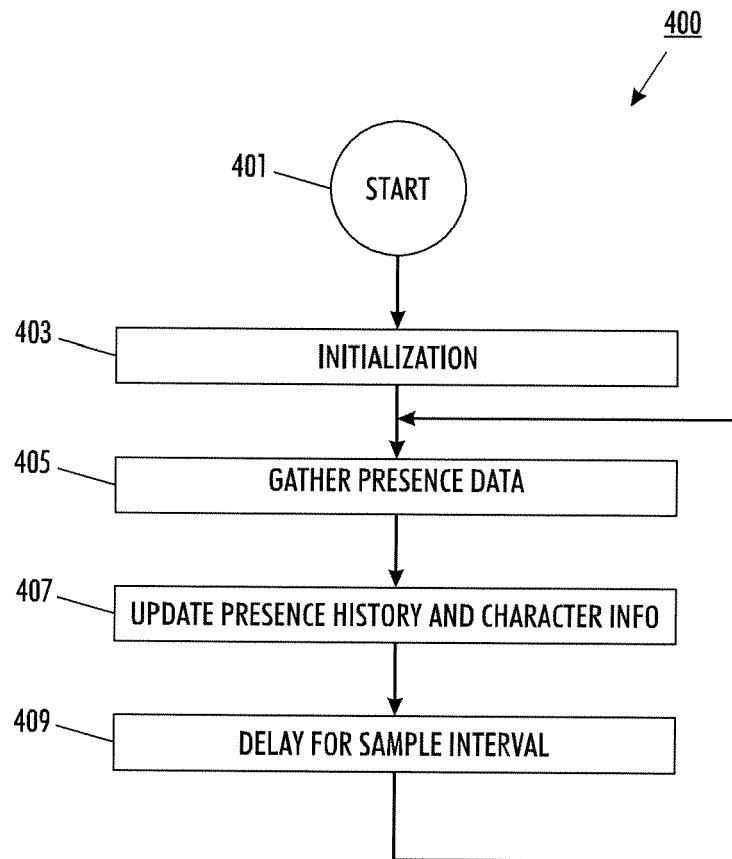 400
401
START
403
INITIALIZATION
405
GATHER PRESENCE DATA
407
UPDATE PRESENCE HISTORY AND CHARACTER INFO
409
DELAY FOR SAMPLE INTERVAL